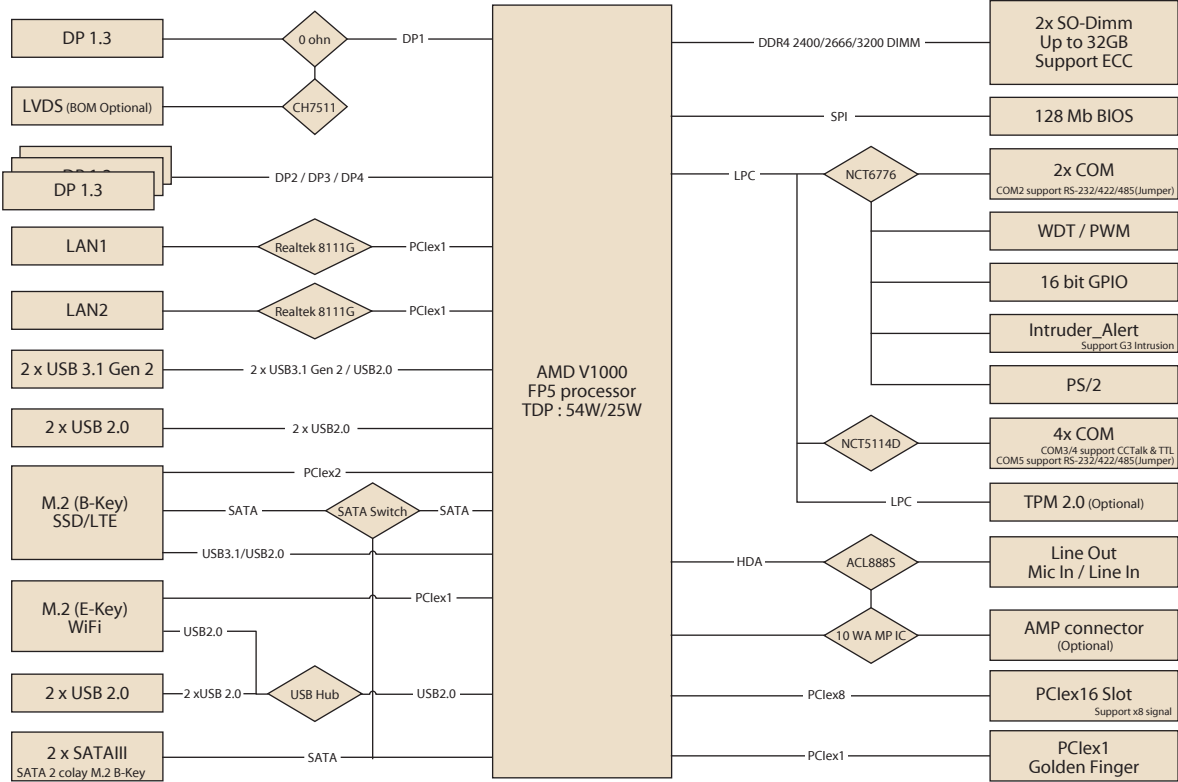 DP 1.3
0 ohn
DP1
LVDS (BOM Optional)
CH7511
DP 1.3
DP2 / DP3 / DP4
LAN1
Realtek 8111G
PCIex1
LAN2
Realtek 8111G
PCIex1
2 x USB 3.1 Gen 2
2 x USB3.1 Gen 2 / USB2.0
2 x USB 2.0
2 x USB2.0
M.2 (B-Key)
SSD/LTE
PCIex2
SATA
SATA Switch
SATA
USB3.1/USB2.0
M.2 (E-Key)
WiFi
PCIex1
USB2.0
2 x USB 2.0
2 xUSB 2.0
USB Hub
USB2.0
2 x SATAIII
SATA 2 colay M.2 B-Key
SATA
AMD V1000
FP5 processor
TDP : 54W/25W
DDR4 2400/2666/3200 DIMM
2x SO-Dimm
Up to 32GB
Support ECC
SPI
128 Mb BIOS
LPC
NCT6776
2x COM
COM2 support RS-232/422/485(Jumper)
WDT / PWM
16 bit GPIO
Intruder_Alert
Support G3 Intrusion
PS/2
NCT5114D
4x COM
COM3/4 support CCTalk & TTL
COM5 support RS-232/422/485(Jumper)
LPC
TPM 2.0 (Optional)
HDA
ACL888S
Line Out
Mic In / Line In
10 WA MP IC
AMP connector
(Optional)
PCIex8
PCIex16 Slot
Support x8 signal
PCIex1
PCIex1
Golden Finger